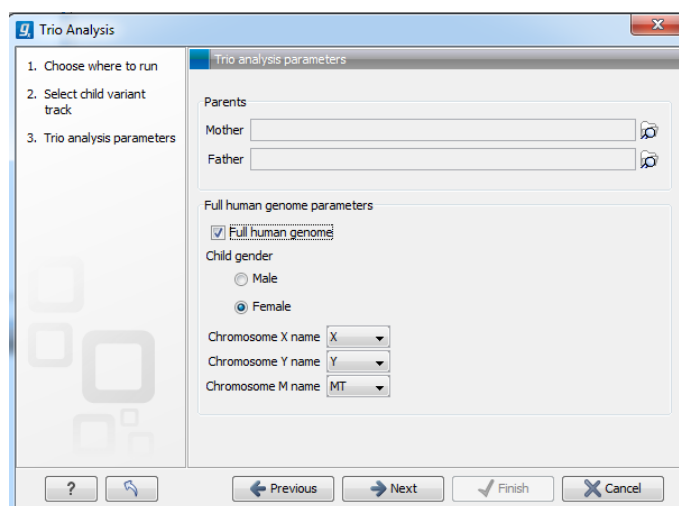 Trio Analysis
1. Choose where to run
2. Select child variant
track
3. Trio analysis parameters
Trio analysis parameters
Parents
Mother
Father
Full human genome parameters
Full human genome
Child gender
Male
Female
Chromosome X name X
Chromosome Y name Y
Chromosome M name MT
? Previous Next Finish Cancel